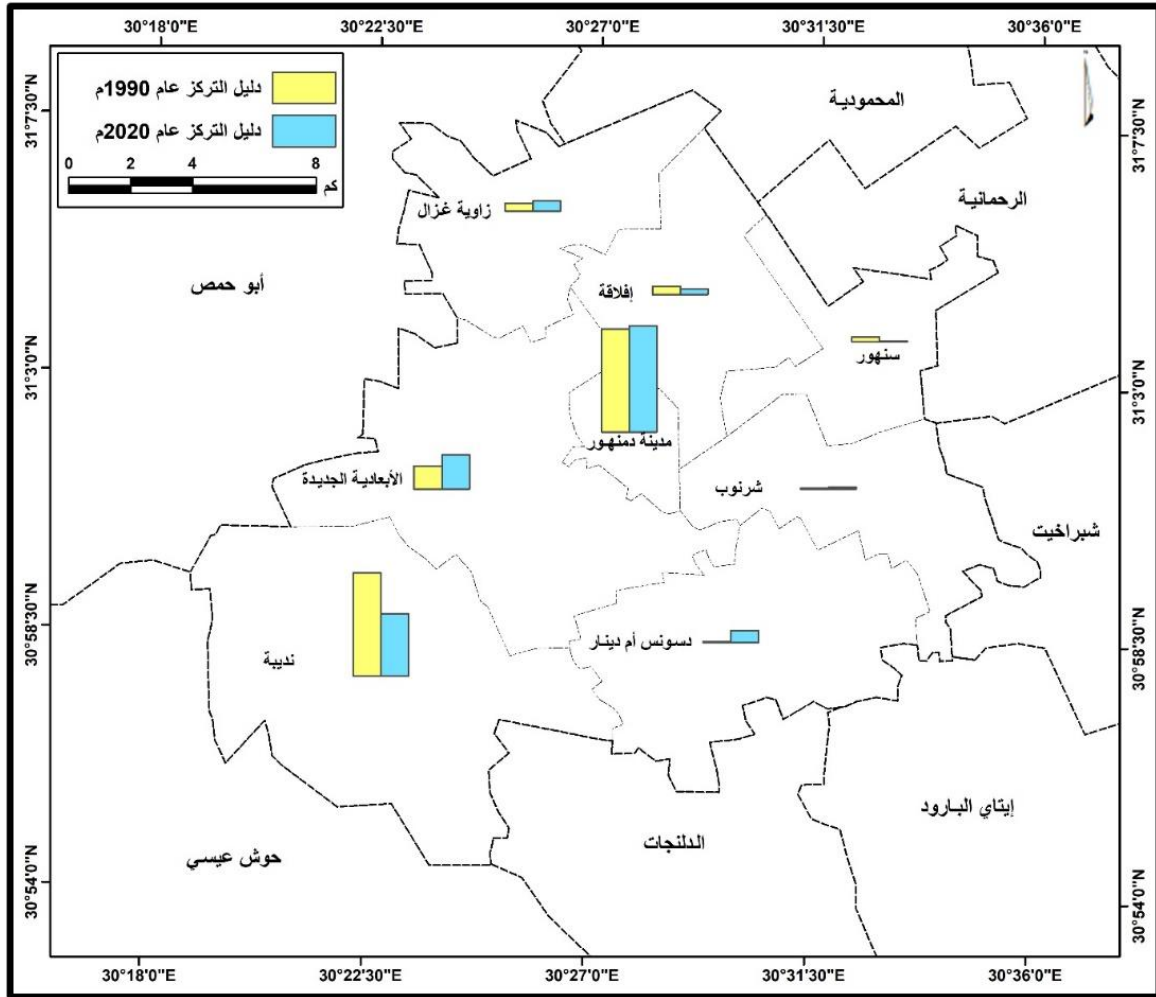 30°18'0"E
30°22'30"E
30°27'0"E
30°31'30"E
30°36'0"E
دليل التركز عام 1990م
دليل التركز عام 2020م
0 2 4 8
كم
31°7'30"N
31°7'30"N
المحمودية
الرحمانية
زاوية غزال
أبو حمص
إفلاقة
سنهور
31°3'0"N
31°3'0"N
مدينة دمنهور
الأبعادية الجديدة
شرنوب
شبراخيت
30°58'30"N
30°58'30"N
دسونس أم دينار
نديبة
إيتاي البارود
الدلنجات
حوش عيسي
30°54'0"N
30°54'0"N
30°18'0"E
30°22'30"E
30°27'0"E
30°31'30"E
30°36'0"E